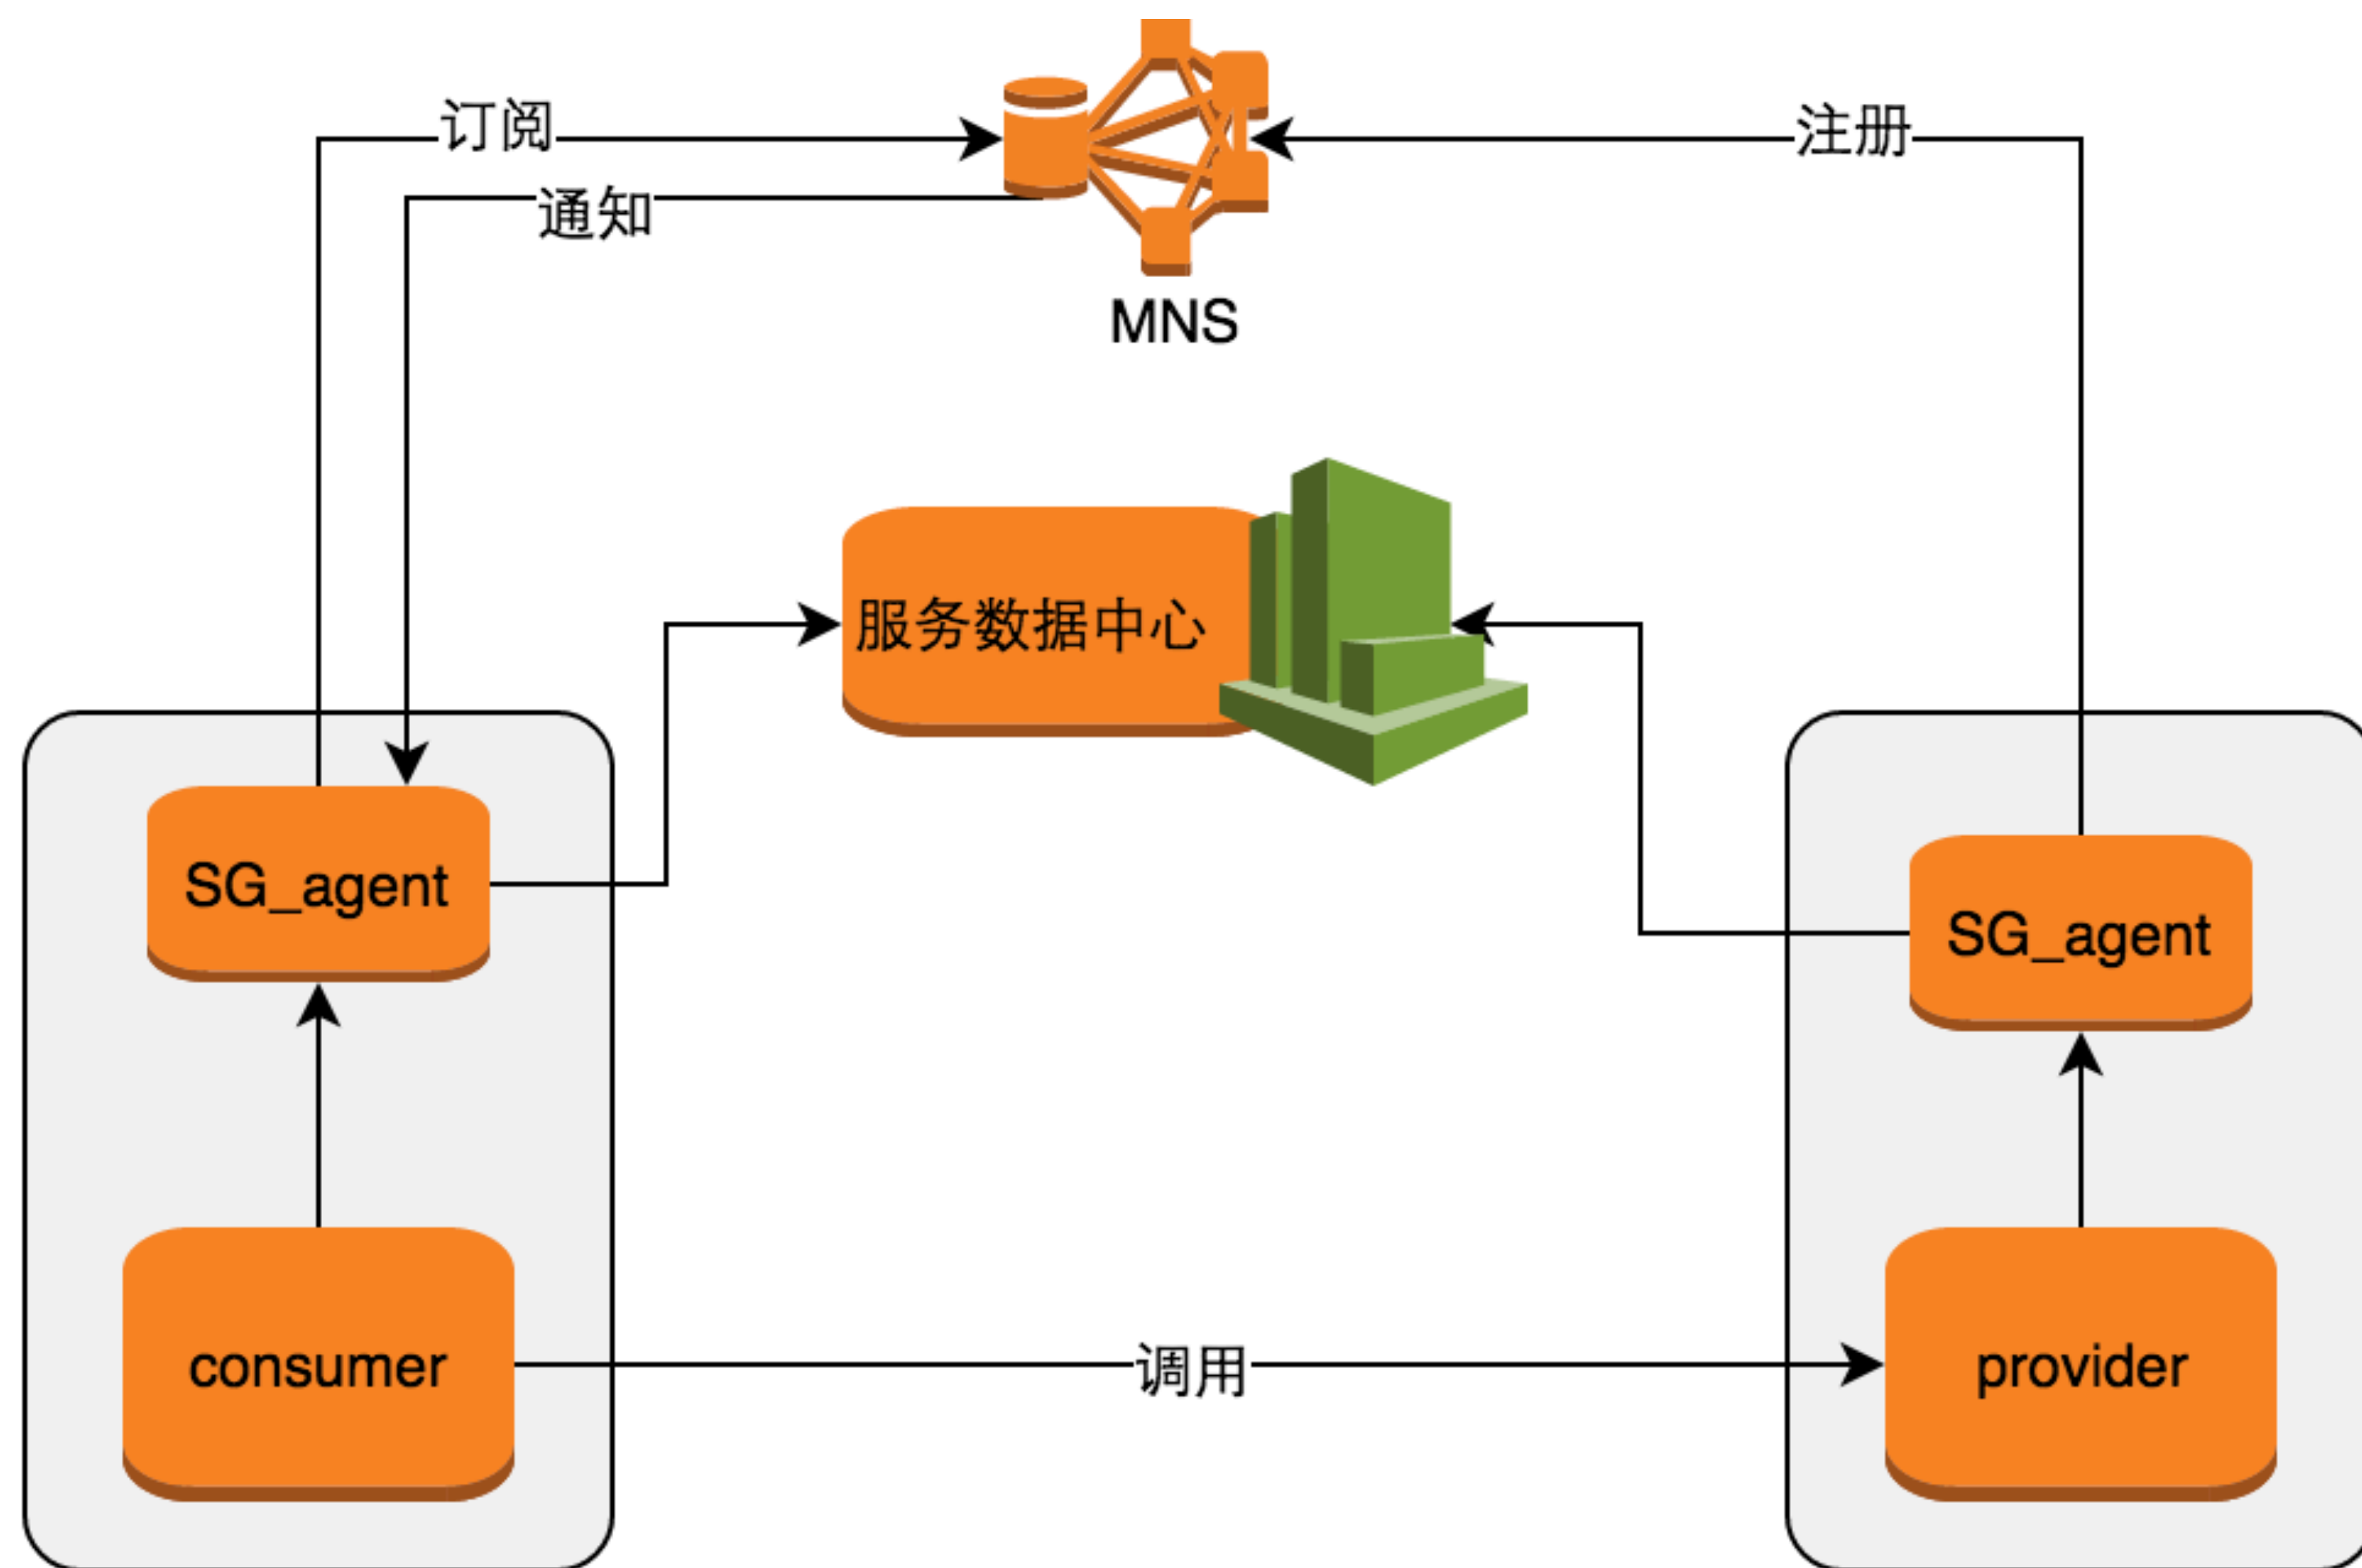 订阅
注册
通知
MNS
服务数据中心
SG_agent
SG_agent
consumer
调用
provider